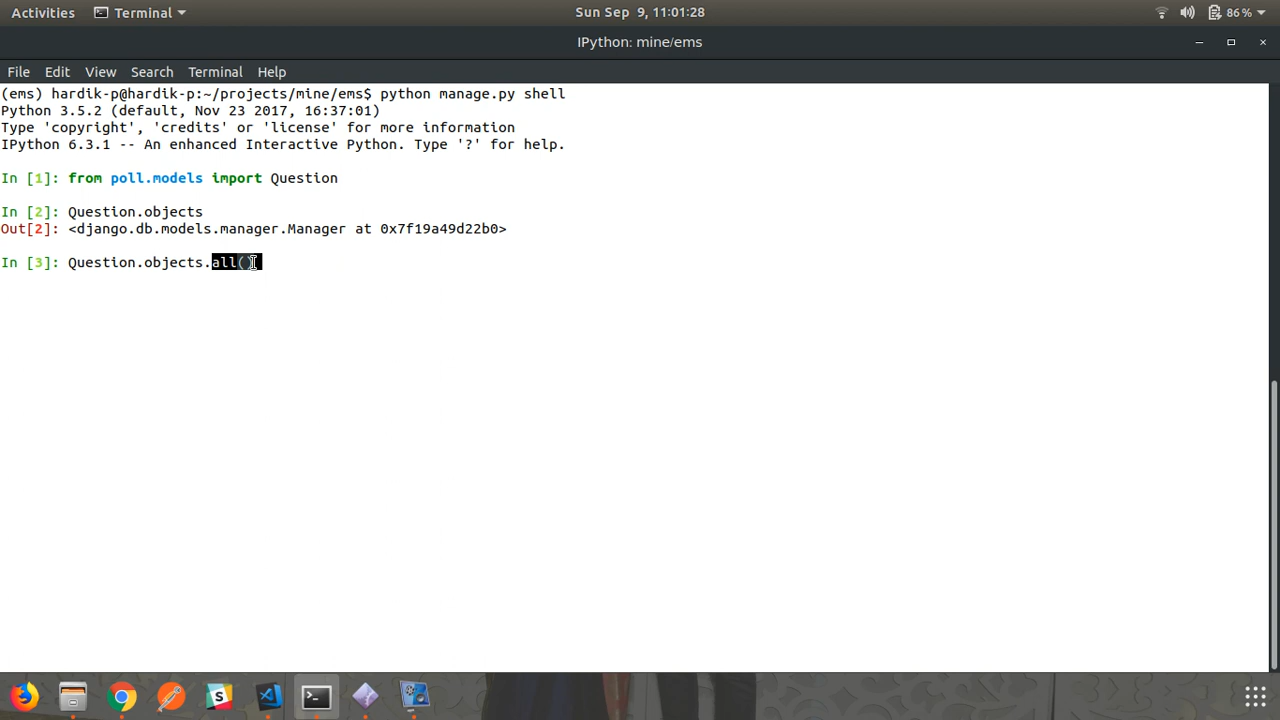 Activities Terminal Sun Sep 9, 11:01:28 86%
IPython: mine/ems
File Edit View Search Terminal Help
(ems) hardik-p@hardik-p:~/projects/mine/ems$ python manage.py shell
Python 3.5.2 (default, Nov 23 2017, 16:37:01)
Type 'copyright', 'credits' or 'license' for more information
IPython 6.3.1 -- An enhanced Interactive Python. Type '?' for help.
In [1]: from poll.models import Question
In [2]: Question.objects
Out[2]: <django.db.models.manager.Manager at 0x7f19a49d22b0>
In [3]: Question.objects.all()